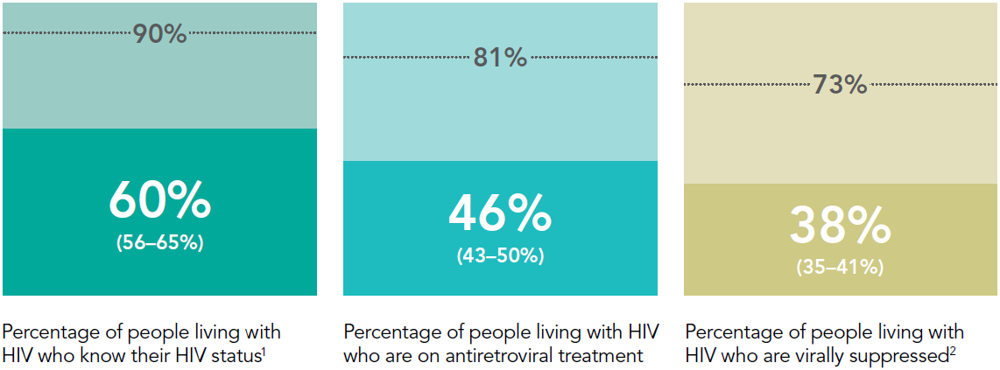 90%
60%
(56–65%)
Percentage of people living with
HIV who know their HIV status¹
81%
46%
(43–50%)
Percentage of people living with HIV
who are on antiretroviral treatment
73%
38%
(35–41%)
Percentage of people living with
HIV who are virally suppressed²